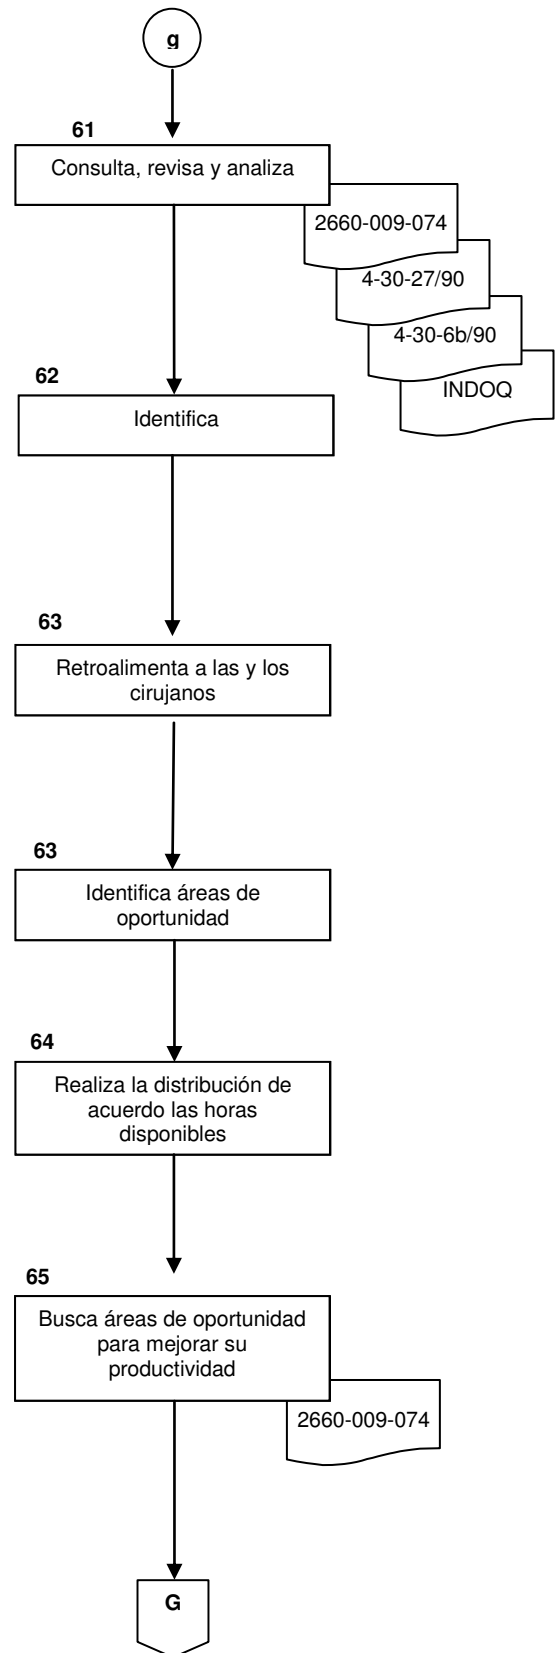 g
61
Consulta, revisa y analiza
2660-009-074
4-30-27/90
4-30-6b/90
INDOQ
62
Identifica
63
Retroalimenta a las y los
cirujanos
63
Identifica áreas de
oportunidad
64
Realiza la distribución de
acuerdo las horas
disponibles
65
Busca áreas de oportunidad
para mejorar su
productividad
2660-009-074
G